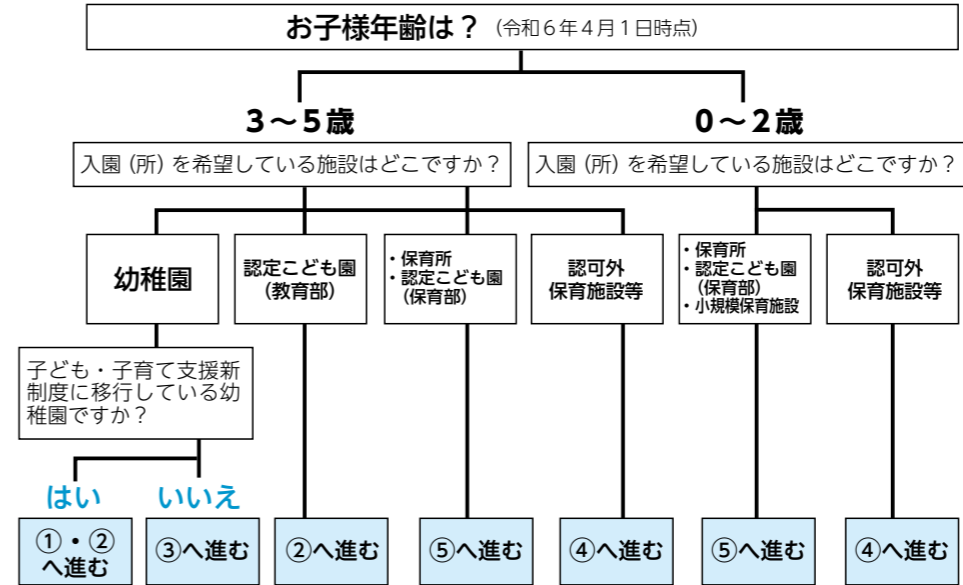 お子様年齢は？（令和６年４月１日時点）
３～５歳
０～２歳
入園（所）を希望している施設はどこですか？
入園（所）を希望している施設はどこですか？
幼稚園
認定こども園
（教育部）
・保育所
・認定こども園
（保育部）
認可外
保育施設等
・保育所
・認定こども園
（保育部）
・小規模保育施設
認可外
保育施設等
子ども・子育て支援新
制度に移行している幼
稚園ですか？
はい
いいえ
①・②
へ進む
③へ進む
②へ進む
⑤へ進む
④へ進む
⑤へ進む
④へ進む